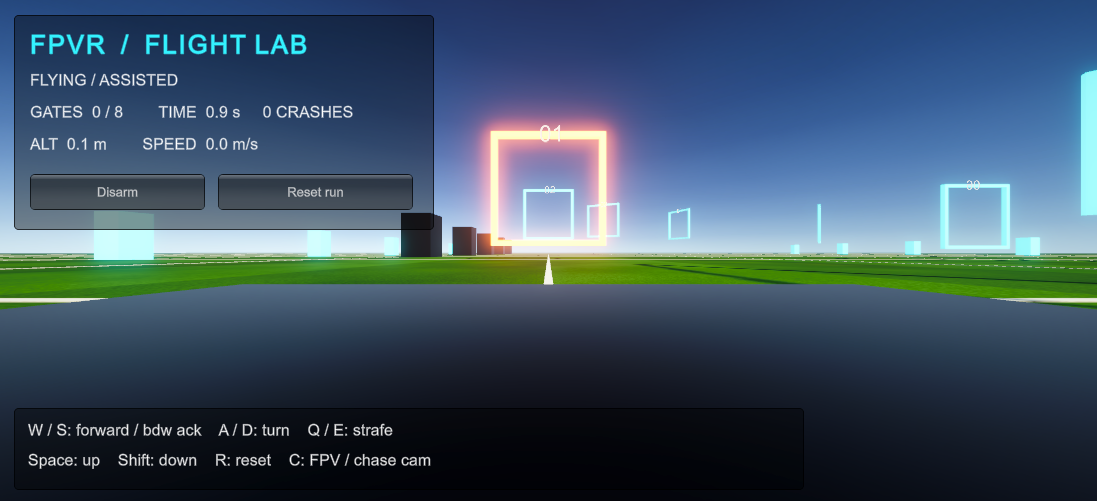 FPVR / FLIGHT LAB
FLYING / ASSISTED
GATES 0 / 8 TIME 0.9 s 0 CRASHES
ALT 0.1 m SPEED 0.0 m/s
Disarm Reset run
01
02
W / S: forward / bdw ack A / D: turn Q / E: strafe
Space: up Shift: down R: reset C: FPV / chase cam